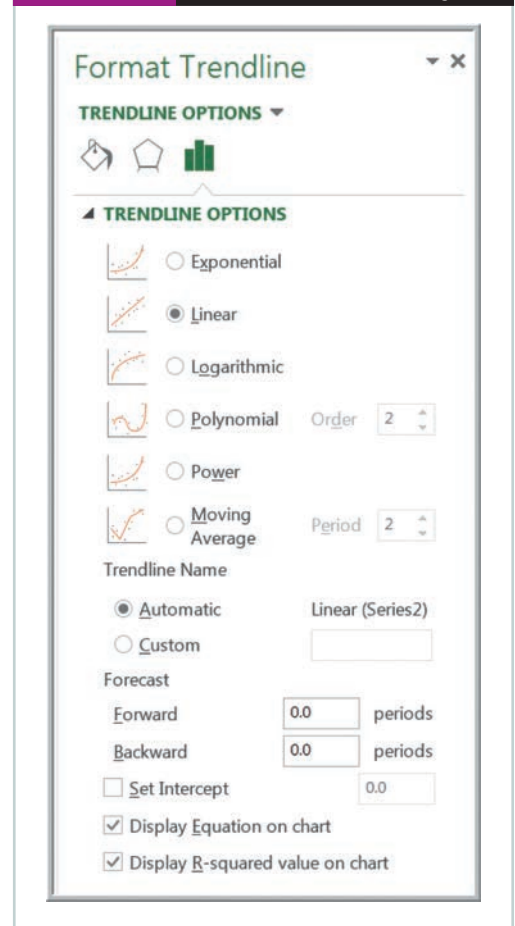 Format Trendline
TRENDLINE OPTIONS
TRENDLINE OPTIONS
Exponential
Linear
Logarithmic
Polynomial Order 2
Power
Moving
Average Period 2
Trendline Name
Automatic Linear (Series2)
Custom
Forecast
Forward 0.0 periods
Backward 0.0 periods
Set Intercept 0.0
Display Equation on chart
Display R-squared value on chart